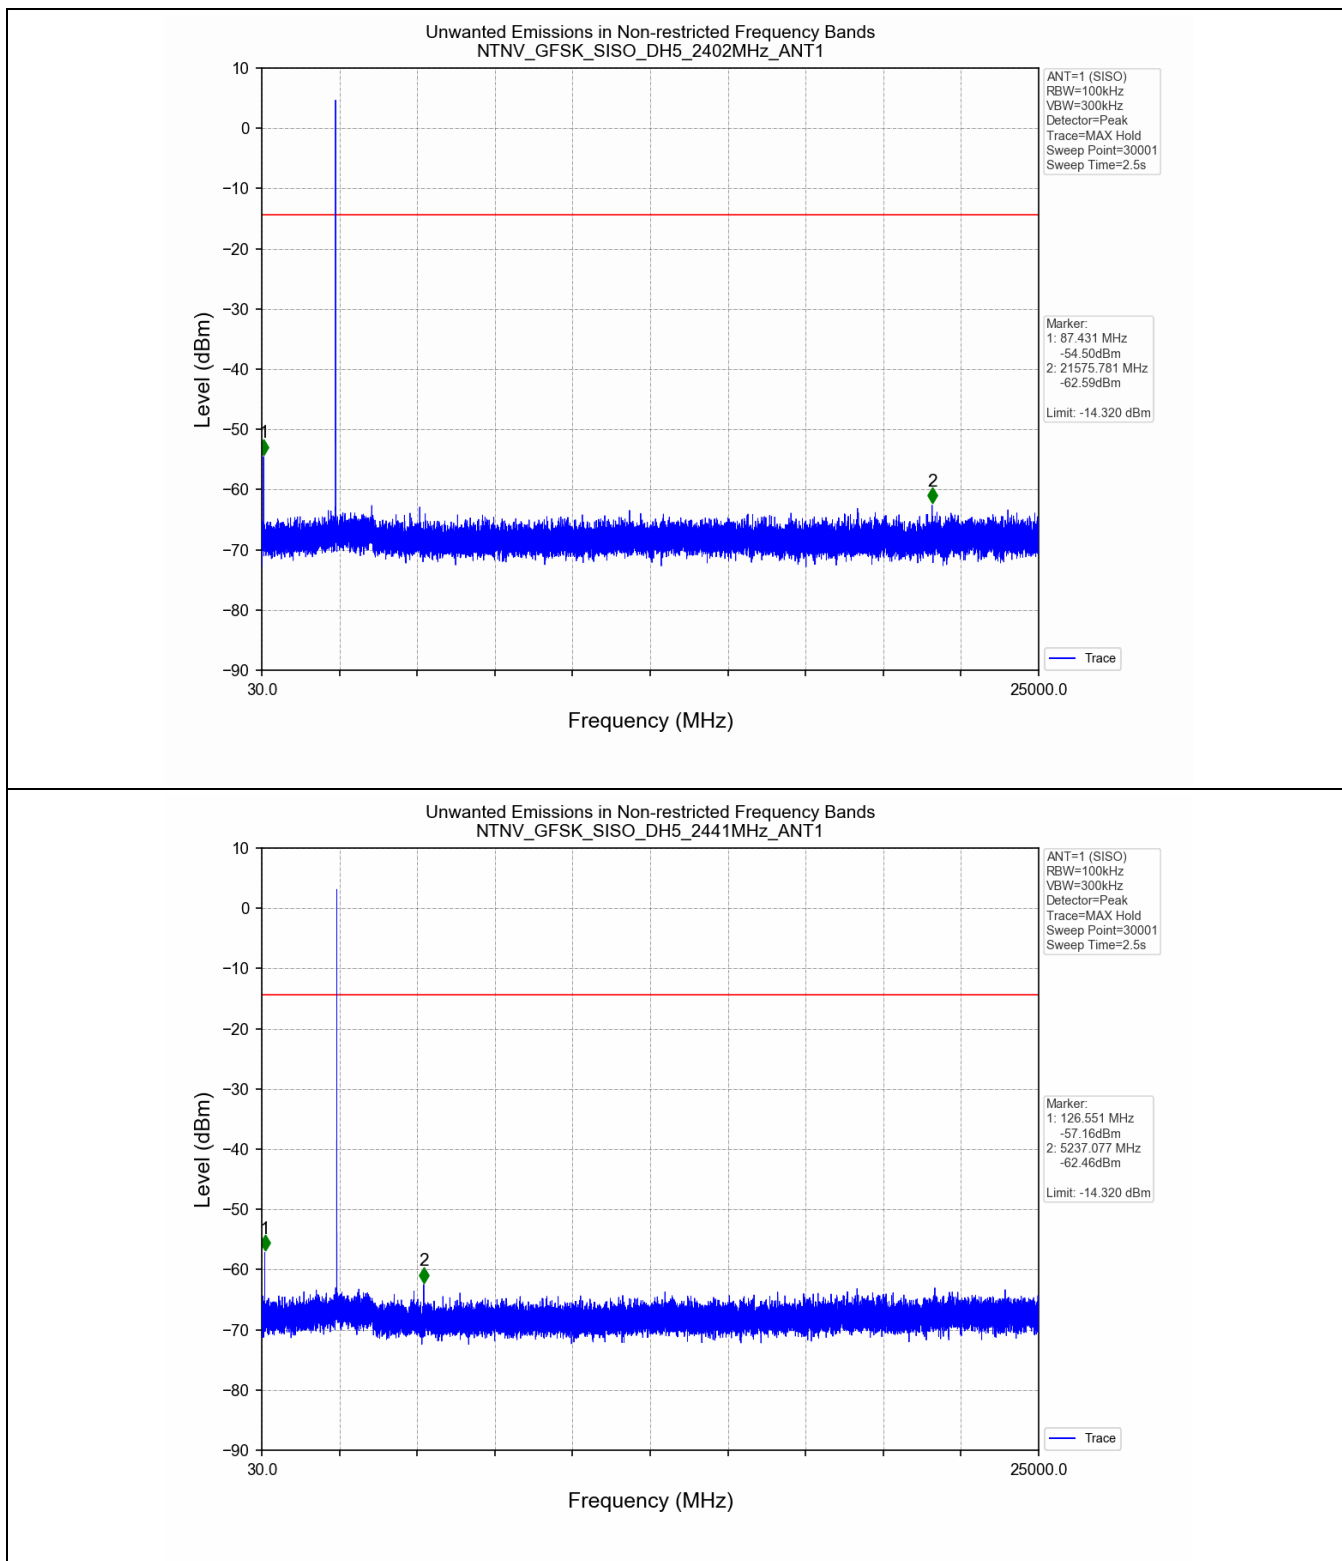 Unwanted Emissions in Non-restricted Frequency Bands
NTNV_GFSK_SISO_DH5_2402MHz_ANT1
10
0
−10
−20
−30
−40
−50
−60
−70
−80
−90
Level (dBm)
1
2
30.0
25000.0
Frequency (MHz)
ANT=1 (SISO)
RBW=100kHz
VBW=300kHz
Detector=Peak
Trace=MAX Hold
Sweep Point=30001
Sweep Time=2.5s
Marker:
1: 87.431 MHz
-54.50dBm
2: 21575.781 MHz
-62.59dBm
Limit: -14.320 dBm
Trace
Unwanted Emissions in Non-restricted Frequency Bands
NTNV_GFSK_SISO_DH5_2441MHz_ANT1
10
0
−10
−20
−30
−40
−50
−60
−70
−80
−90
Level (dBm)
1
2
30.0
25000.0
Frequency (MHz)
ANT=1 (SISO)
RBW=100kHz
VBW=300kHz
Detector=Peak
Trace=MAX Hold
Sweep Point=30001
Sweep Time=2.5s
Marker:
1: 126.551 MHz
-57.16dBm
2: 5237.077 MHz
-62.46dBm
Limit: -14.320 dBm
Trace